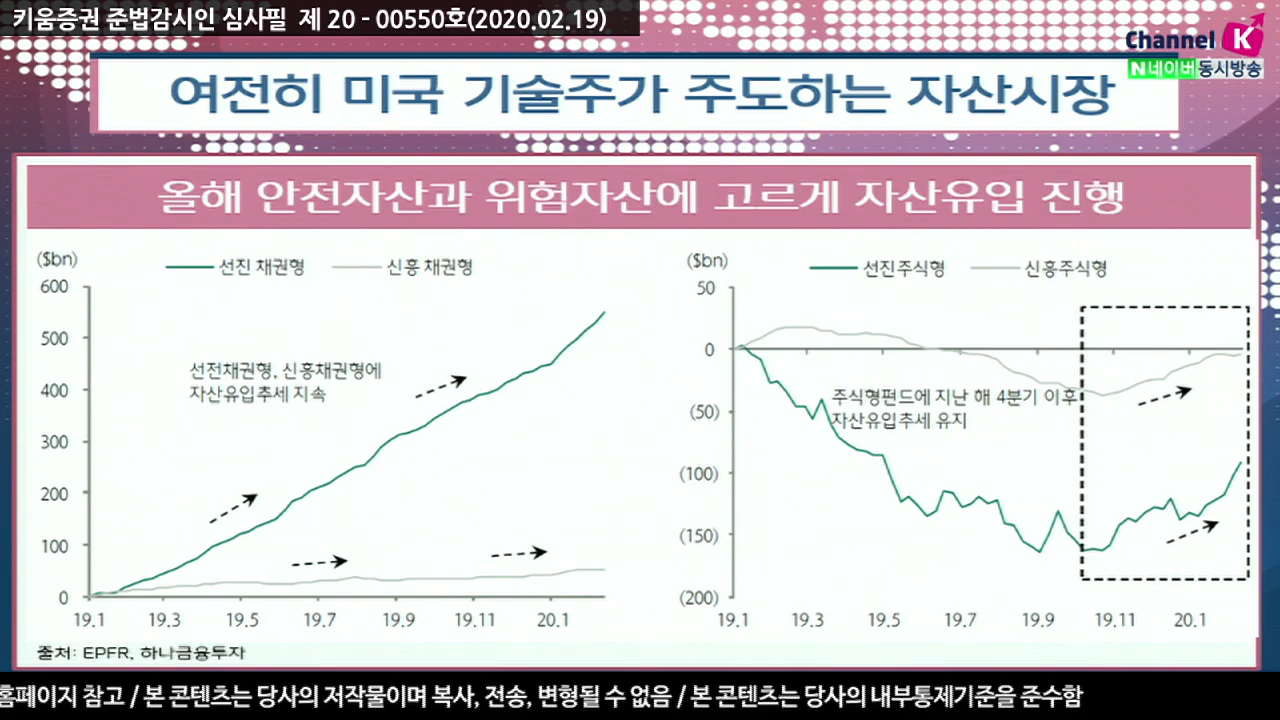 키움증권 준법감시인 심사필 제 20 - 00550호(2020.02.19)
Channel K
N네이버 동시방송
여전히 미국 기술주가 주도하는 자산시장
올해 안전자산과 위험자산에 고르게 자산유입 진행
($bn)
선진 채권형
신흥 채권형
600
500
400
300
200
100
0
선전채권형, 신흥채권형에
자산유입추세 지속
19.1 19.3 19.5 19.7 19.9 19.11 20.1
($bn)
선진주식형
신흥주식형
50
0
(50)
(100)
(150)
(200)
주식형펀드에 지난 해 4분기 이후
자산유입추세 유지
19.1 19.3 19.5 19.7 19.9 19.11 20.1
출처: EPFR, 하나금융투자
홈페이지 참고 / 본 콘텐츠는 당사의 저작물이며 복사, 전송, 변형될 수 없음 / 본 콘텐츠는 당사의 내부통제기준을 준수함